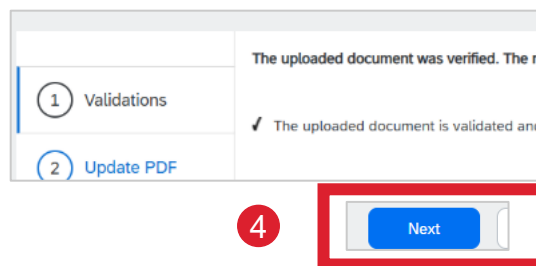 The uploaded document was verified. The
1 Validations
✓ The uploaded document is validated and
2 Update PDF
4
Next